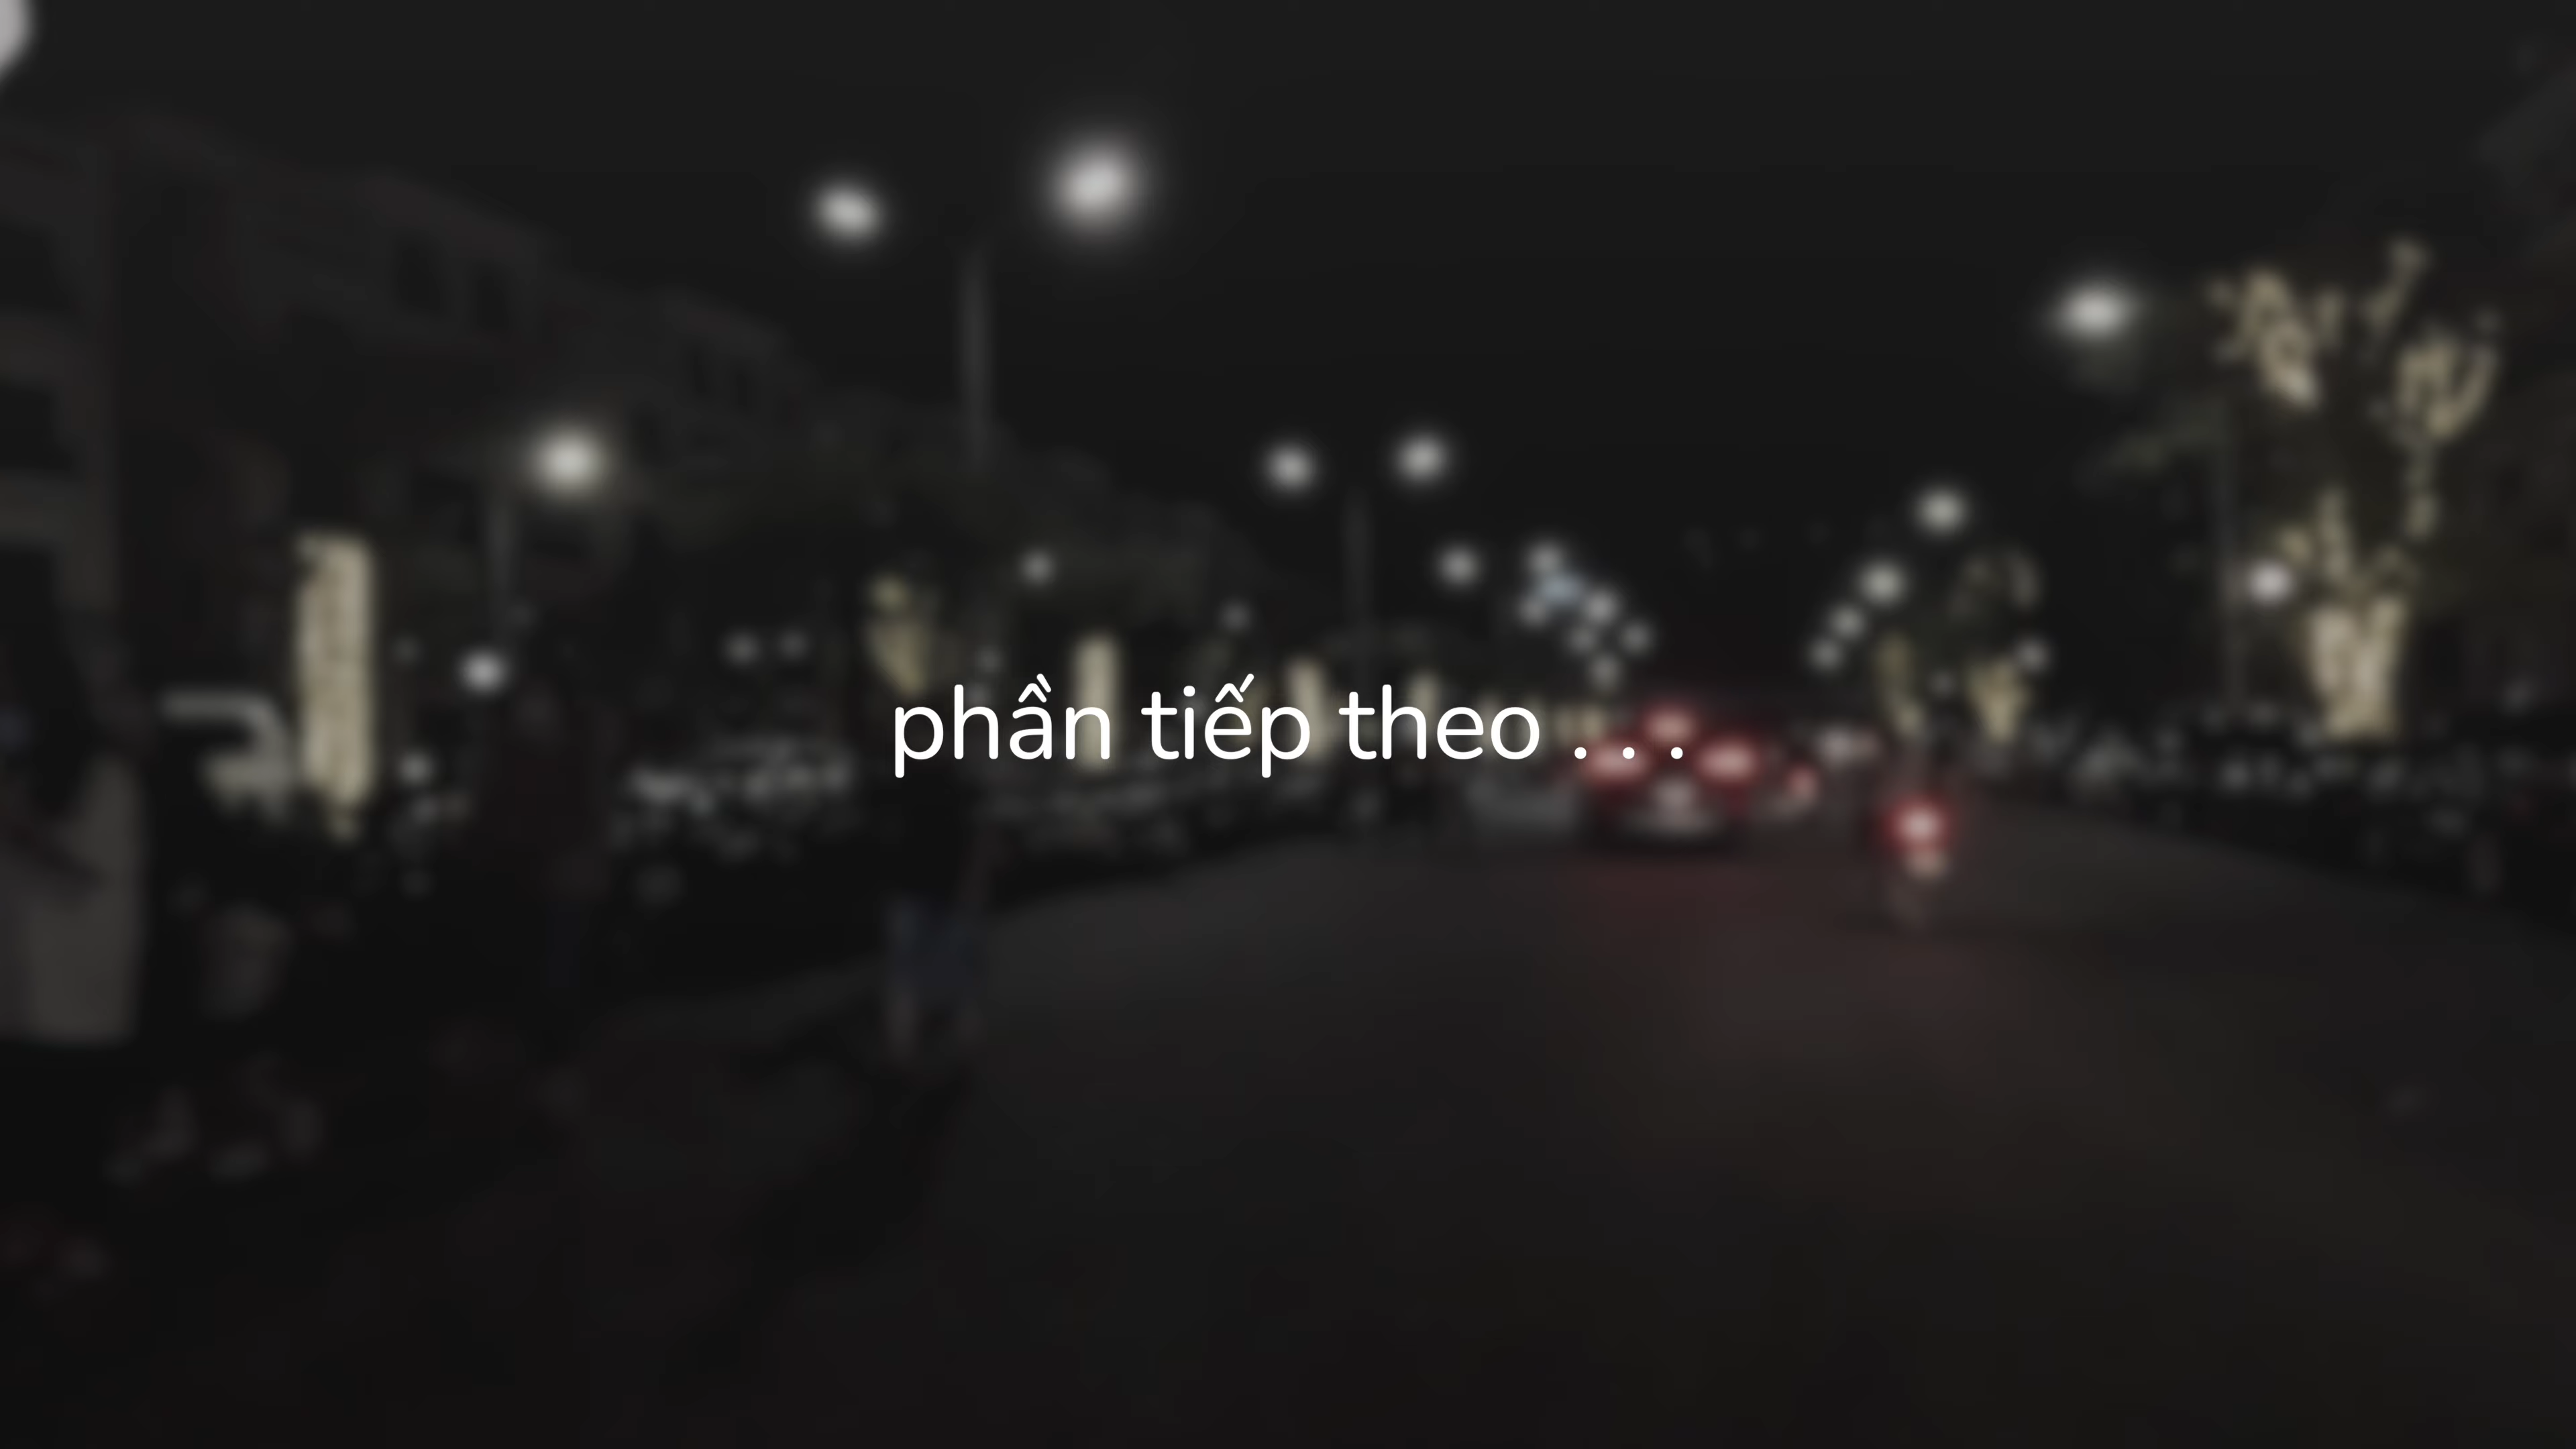 phần tiếp theo . . .